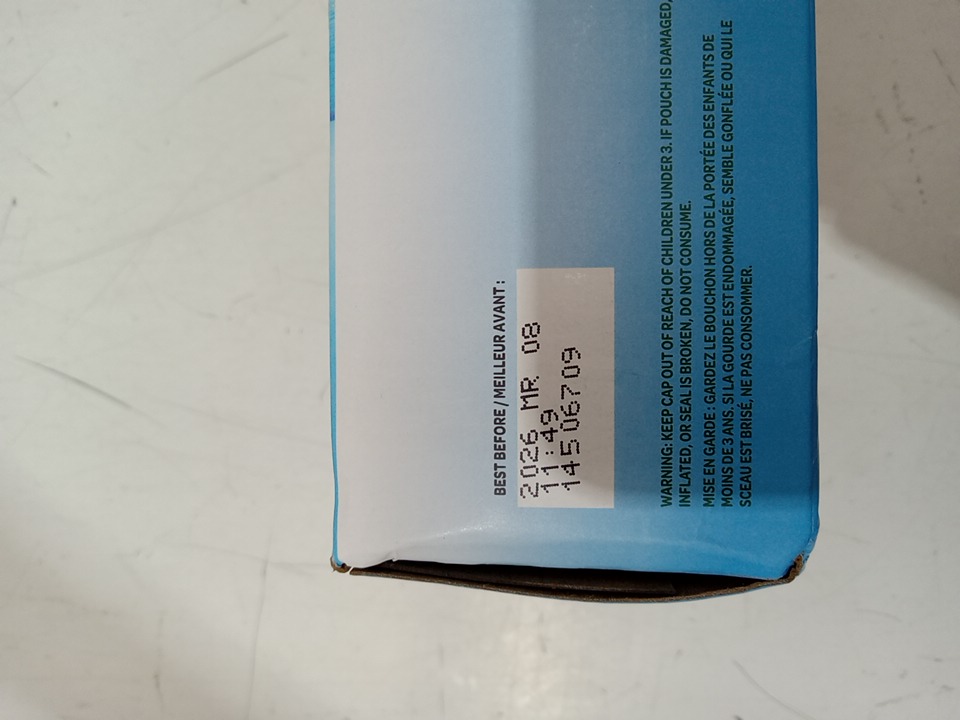 BEST BEFORE / MEILLEUR AVANT :
2026 MR 08
11:49
14506709
WARNING: KEEP CAP OUT OF REACH OF CHILDREN UNDER 3. IF POUCH IS DAMAGED,
INFLATED, OR SEAL IS BROKEN, DO NOT CONSUME.
MISE EN GARDE : GARDEZ LE BOUCHON HORS DE LA PORTÉE DES ENFANTS DE
MOINS DE 3 ANS. SI LA GOURDE EST ENDOMMAGÉE, SEMBLE GONFLÉE OU QUI LE
SCEAU EST BRISÉ, NE PAS CONSOMMER.